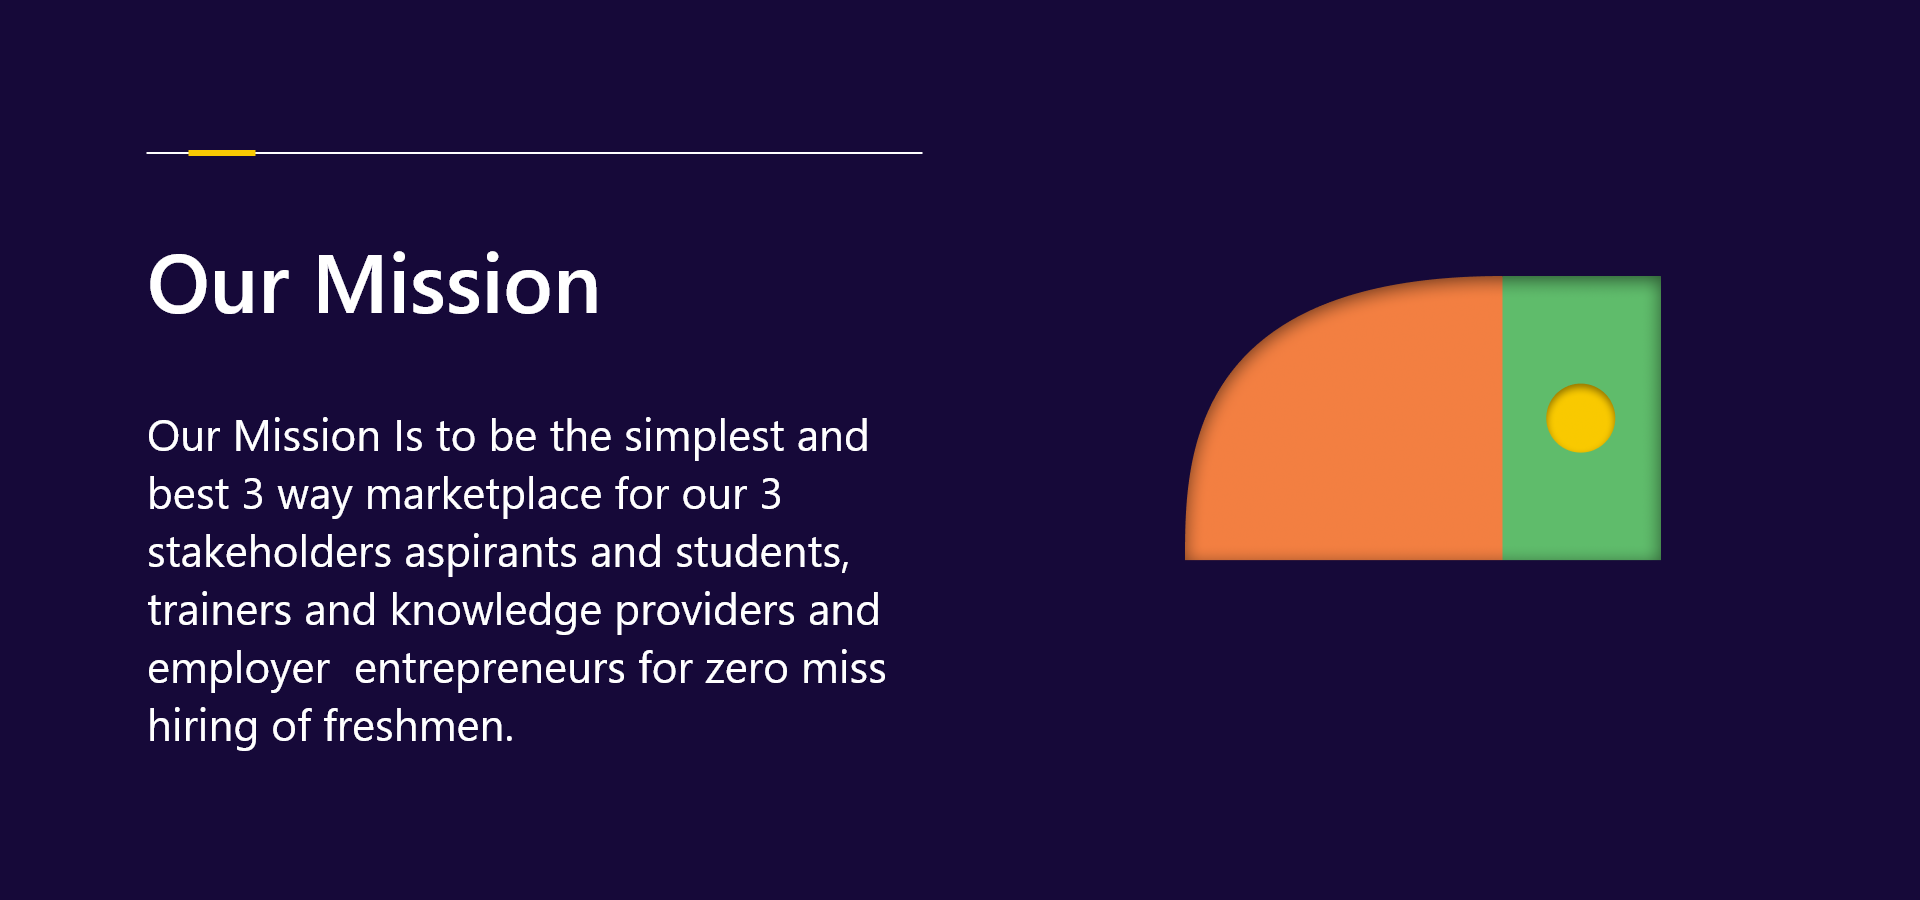 Our Mission
Our Mission Is to be the simplest and
best 3 way marketplace for our 3
stakeholders aspirants and students,
trainers and knowledge providers and
employer  entrepreneurs for zero miss
hiring of freshmen.